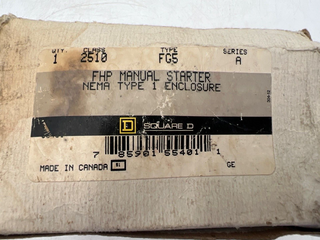 QTY. CLASS TYPE SERIES
1 2510 FG5 A
FHP MANUAL STARTER
NEMA TYPE 1 ENCLOSURE
D SQUARE D
7 85901 55401 1
MADE IN CANADA GE